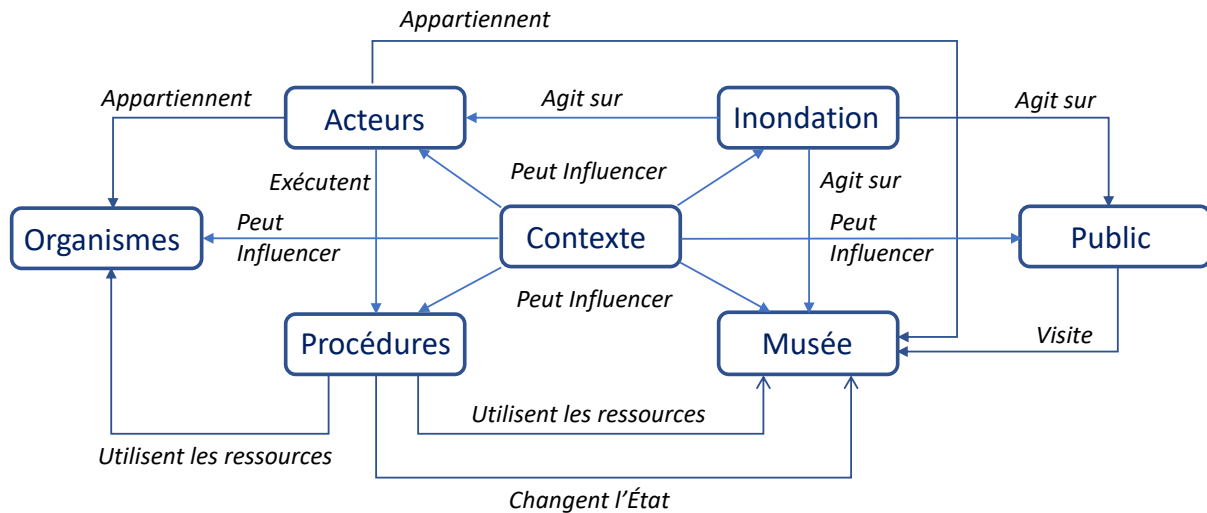 Appartiennent
Appartiennent
Agit sur
Agit sur
Acteurs
Inondation
Exécutent
Peut Influencer
Agit sur
Organismes
Peut
Influencer
Contexte
Peut
Influencer
Public
Peut Influencer
Procédures
Musée
Visite
Utilisent les ressources
Utilisent les ressources
Changent l’État